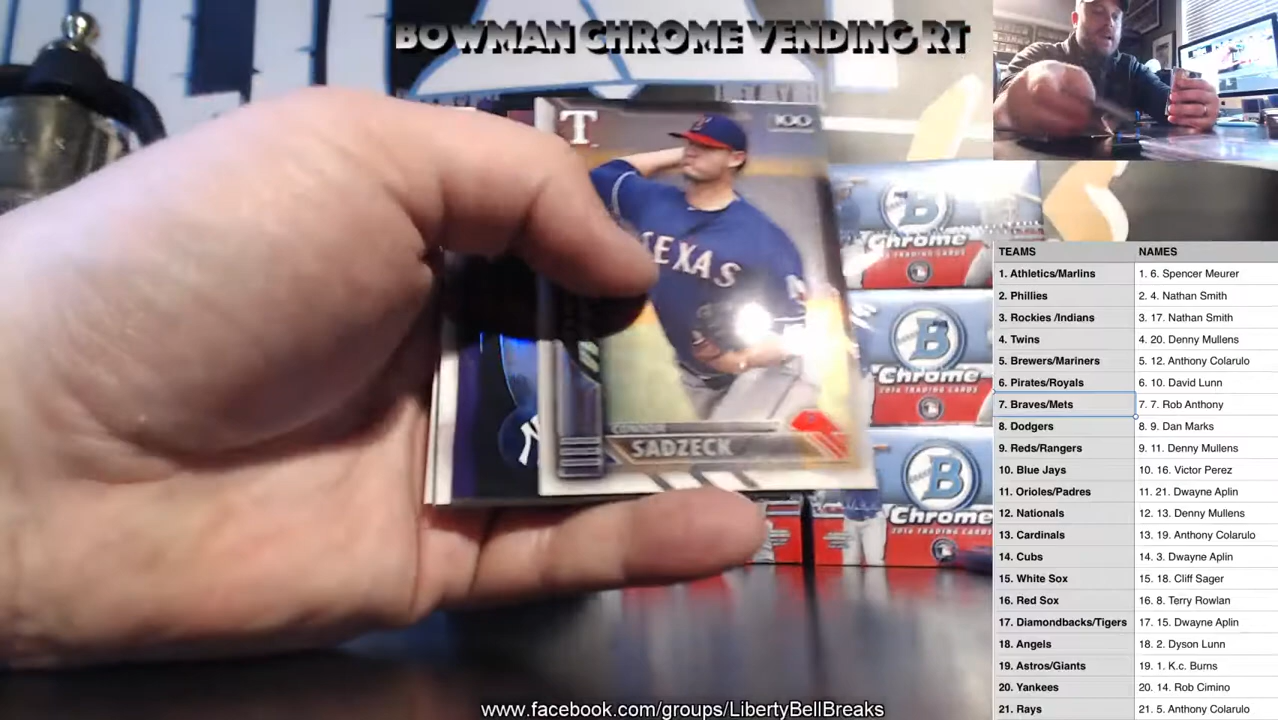 BOWMAN CHROME VENDING RT
T
100
TEXAS
CONNOR
SADZECK
B
Chrome
B
Chrome
2016 TRADING CARDS
B
Chrome
2016 TRADING CARDS
TEAMS NAMES
1. Athletics/Marlins 1. 6. Spencer Meurer
2. Phillies 2. 4. Nathan Smith
3. Rockies /Indians 3. 17. Nathan Smith
4. Twins 4. 20. Denny Mullens
5. Brewers/Mariners 5. 12. Anthony Colarulo
6. Pirates/Royals 6. 10. David Lunn
7. Braves/Mets 7. 7. Rob Anthony
8. Dodgers 8. 9. Dan Marks
9. Reds/Rangers 9. 11. Denny Mullens
10. Blue Jays 10. 16. Victor Perez
11. Orioles/Padres 11. 21. Dwayne Aplin
12. Nationals 12. 13. Denny Mullens
13. Cardinals 13. 19. Anthony Colarulo
14. Cubs 14. 3. Dwayne Aplin
15. White Sox 15. 18. Cliff Sager
16. Red Sox 16. 8. Terry Rowlan
17. Diamondbacks/Tigers 17. 15. Dwayne Aplin
18. Angels 18. 2. Dyson Lunn
19. Astros/Giants 19. 1. K.c. Burns
20. Yankees 20. 14. Rob Cimino
21. Rays 21. 5. Anthony Colarulo
www.facebook.com/groups/LibertyBellBreaks